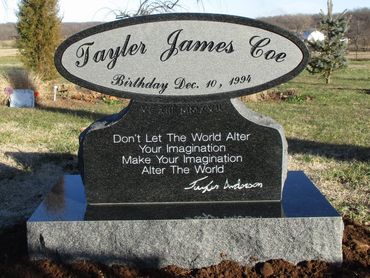 Tayler James Coe
Birthday Dec. 10, 1994
Don't Let The World Alter
Your Imagination
Make Your Imagination
Alter The World